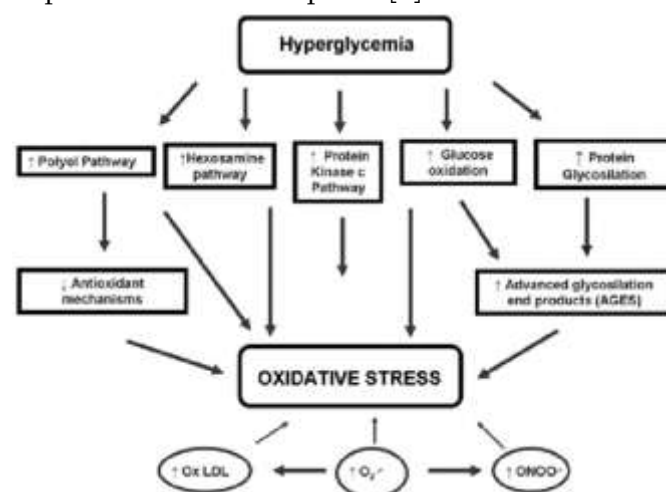 Hyperglycemia
↑ Polyol Pathway
↑Hexosamine
pathway
↑ Protein
Kinase c
Pathway
↑ Glucose
oxidation
↑ Protein
Glycosilation
↓ Antioxidant
mechanisms
↑ Advanced glycosilation
end products (AGES)
OXIDATIVE STRESS
↑ Ox LDL
↑ O₂⁻
↑ ONOO⁻